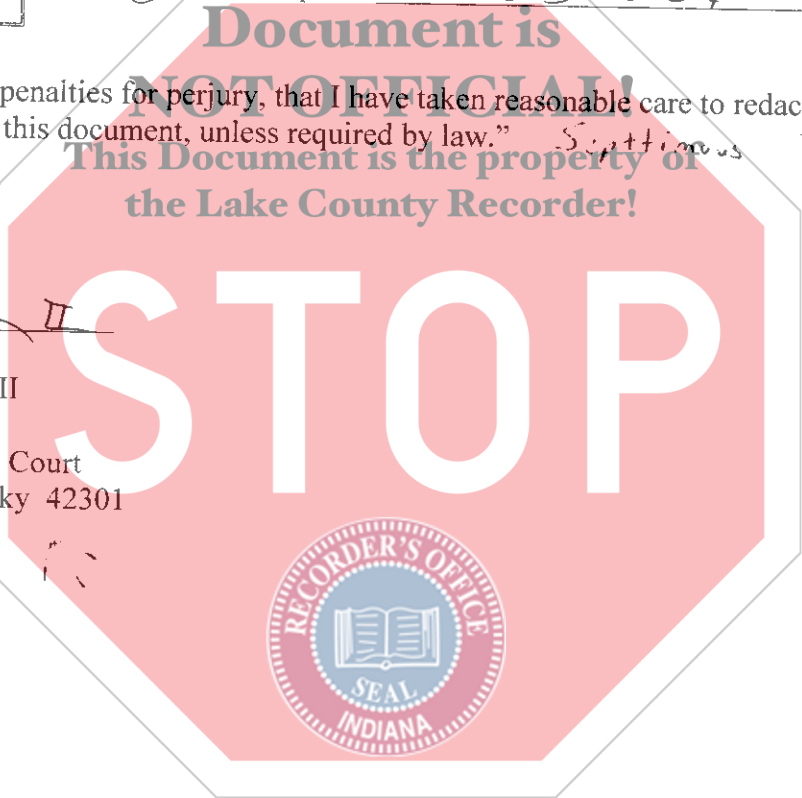 Document is
NOT OFFICIAL!
penalties for perjury, that I have taken reasonable care to redac
this document, unless required by law."
This Document is the property of
the Lake County Recorder!
II
STOP
II
Court
ky 42301
RECORDER'S OFFICE
SEAL
INDIANA